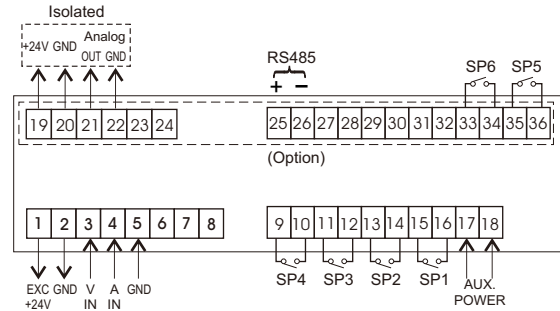 Isolated
+24V GND Analog
OUT GND
RS485
+ −
SP6 SP5
19 20 21 22 23 24
25 26 27 28 29 30 31 32 33 34 35 36
(Option)
1 2 3 4 5 6 7 8
9 10 11 12 13 14 15 16 17 18
EXC GND V A GND
+24V IN IN
SP4 SP3 SP2 SP1 AUX.
POWER